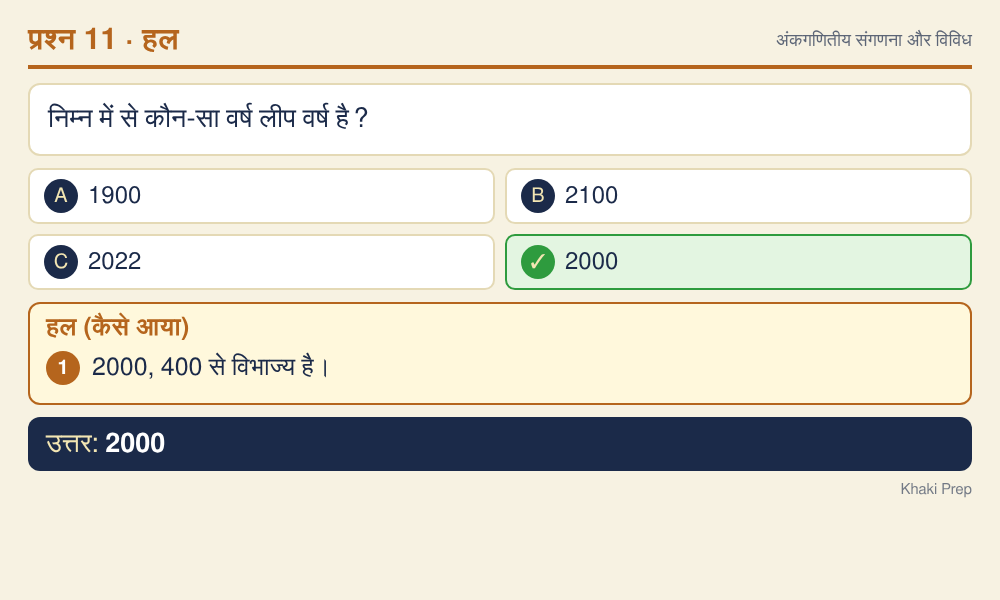 प्रश्न 11 · हल
अंकगणितीय संगणना और विविध
निम्न में से कौन-सा वर्ष लीप वर्ष है ?
A 1900
B 2100
C 2022
✓ 2000
हल (कैसे आया)
1 2000, 400 से विभाज्य है।
उत्तर: 2000
Khaki Prep